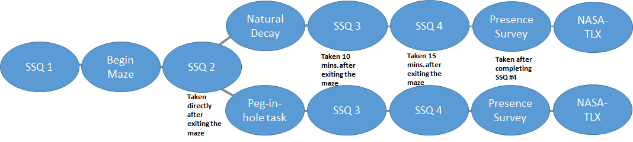 Natural
Decay
SSQ 3
SSQ 4
Presence
Survey
NASA-
TLX
Taken 10
mins. after
exiting the
maze
Taken 15
mins. after
exiting the
maze
Taken after
completing
SSQ #4
SSQ 1
Begin
Maze
SSQ 2
Taken
directly
after
exiting the
maze
Peg-in-
hole task
SSQ 3
SSQ 4
Presence
Survey
NASA-
TLX